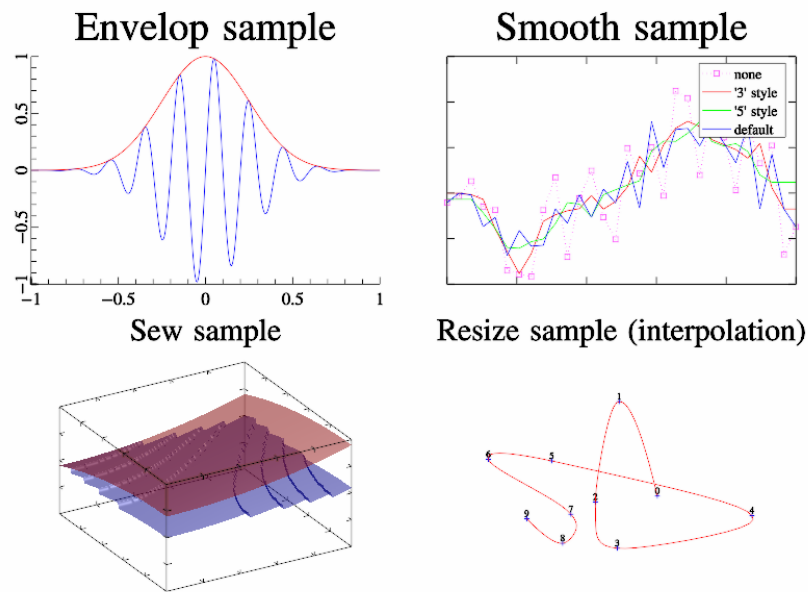 Envelop sample
Smooth sample
1
0.5
0
−0.5
−1
−1
−0.5
0
0.5
1
none
'3' style
'5' style
default
Sew sample
Resize sample (interpolation)
1
6
5
0
2
7
4
9
8
3